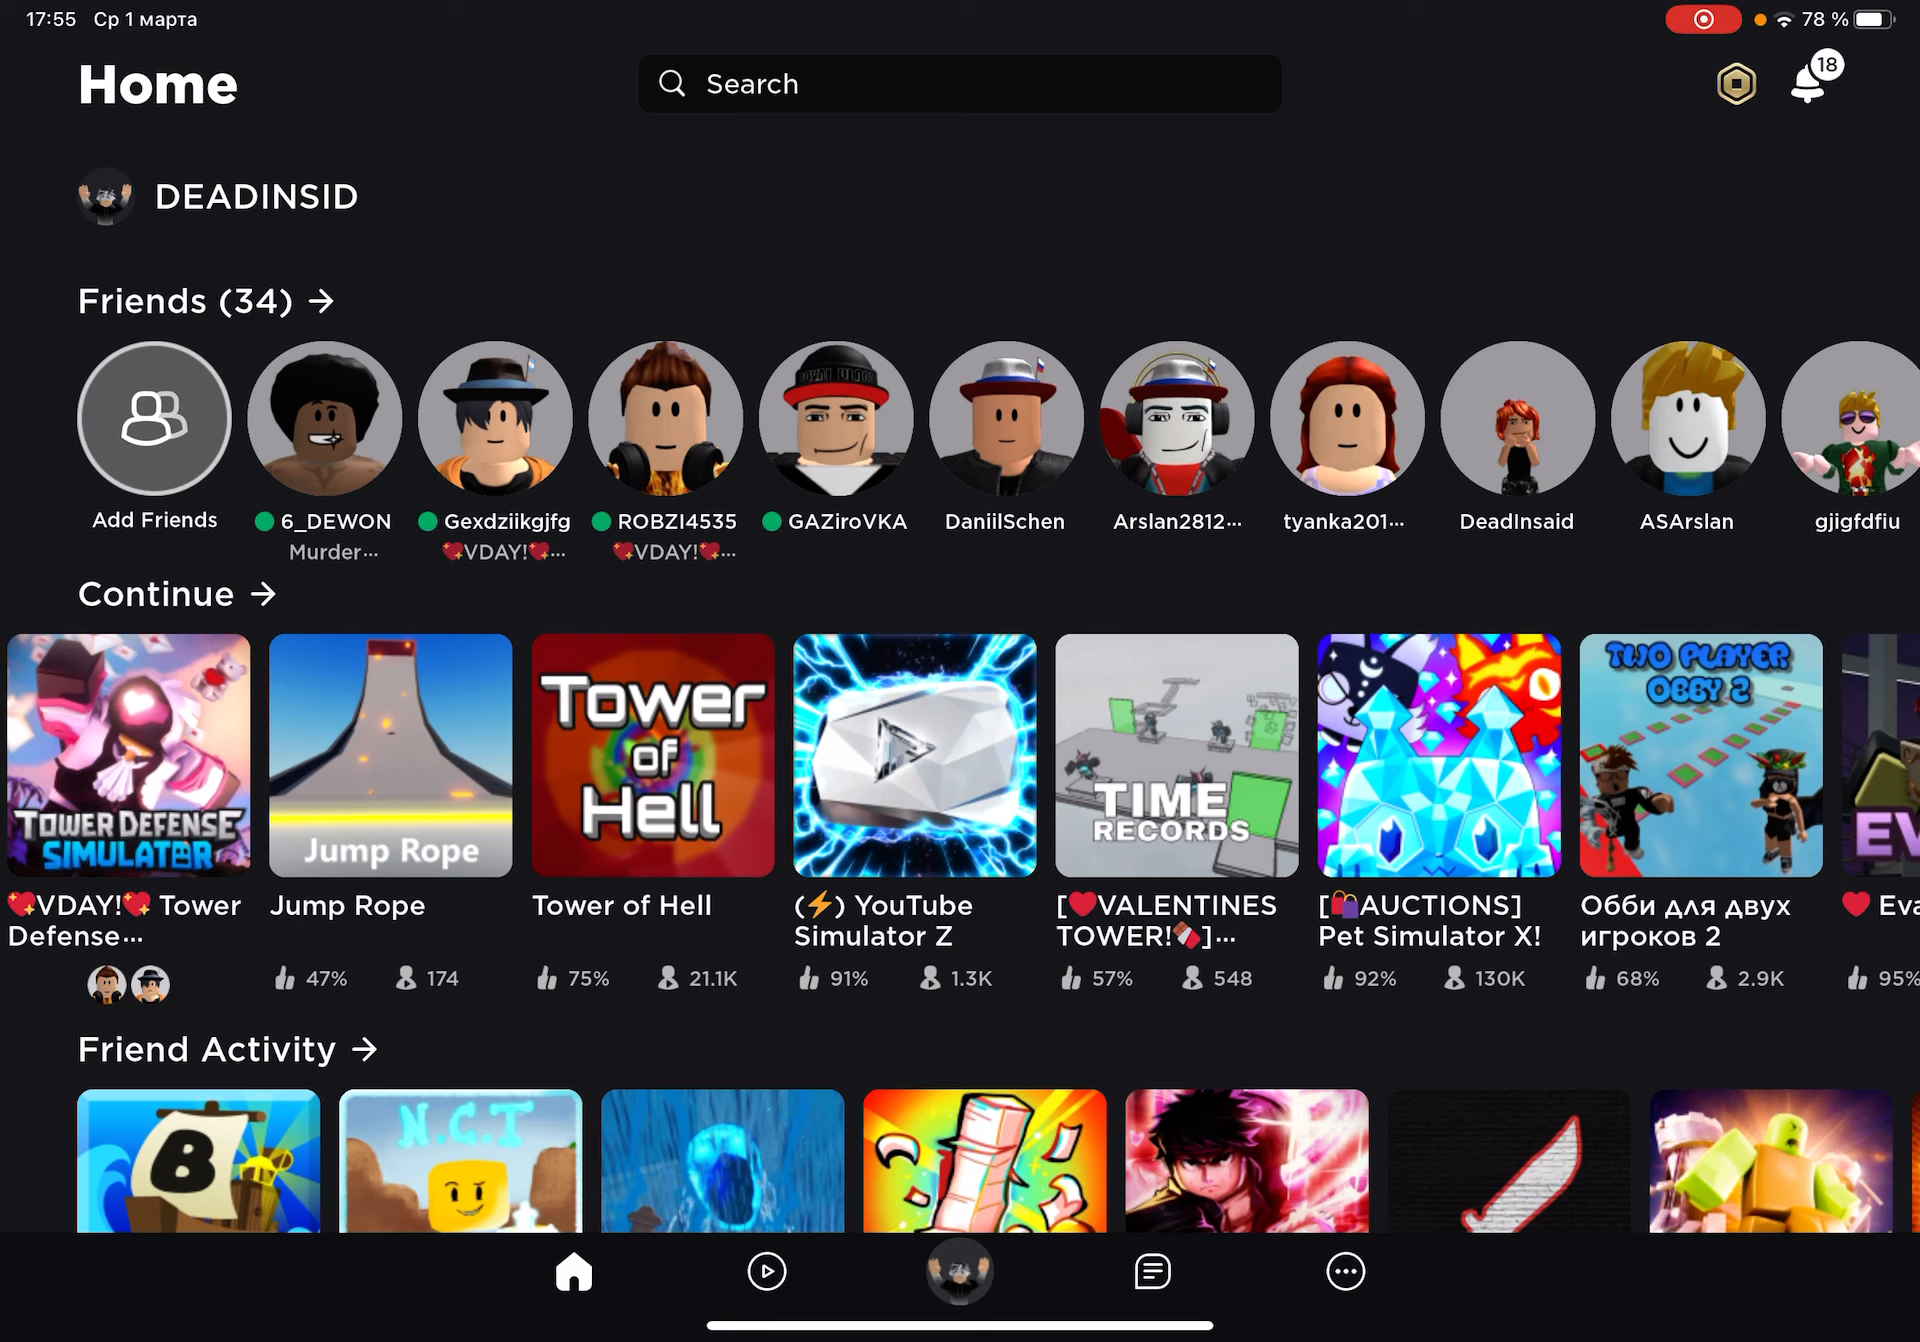 17:55 Ср 1 марта
78 %
Home
Search
18
DEADINSID
Friends (34) →
Add Friends
6_DEWON
Murder...
Gexdziikgjfg
VDAY!...
ROBZI4535
VDAY!...
GAZiroVKA
DaniilSchen
Arslan2812...
tyanka201...
DeadInsaid
ASArslan
gjigfdfiu
Continue →
TOWER DEFENSE
SIMULATOR
Jump Rope
Tower
of
Hell
TIME
RECORDS
TWO PLAYER
OBBY 2
EV
💖VDAY!💖 Tower
Defense...
Jump Rope
47% 174
Tower of Hell
75% 21.1K
(⚡) YouTube
Simulator Z
91% 1.3K
[❤️VALENTINES
TOWER!🍫]...
57% 548
[🛍️AUCTIONS]
Pet Simulator X!
92% 130K
Обби для двух
игроков 2
68% 2.9K
❤️ Eva
95%
Friend Activity →
B
N.C.T